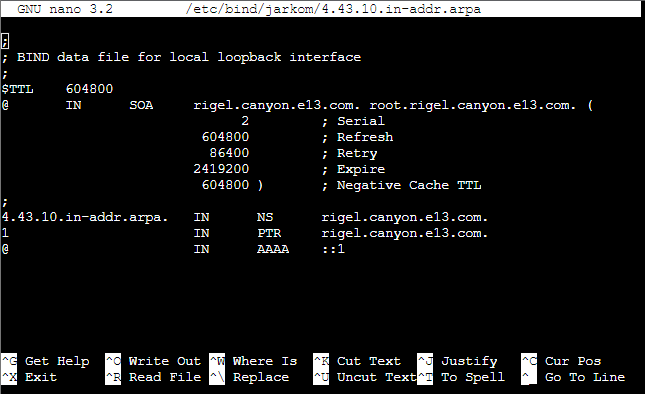 GNU nano 3.2 /etc/bind/jarkom/4.43.10.in-addr.arpa
;
; BIND data file for local loopback interface
;
$TTL 604800
@ IN SOA rigel.canyon.e13.com. root.rigel.canyon.e13.com. (
2 ; Serial
604800 ; Refresh
86400 ; Retry
2419200 ; Expire
604800 ) ; Negative Cache TTL
;
4.43.10.in-addr.arpa. IN NS rigel.canyon.e13.com.
1 IN PTR rigel.canyon.e13.com.
@ IN AAAA ::1
^G Get Help ^O Write Out ^W Where Is ^K Cut Text ^J Justify ^C Cur Pos
^X Exit ^R Read File ^\ Replace ^U Uncut Text ^T To Spell ^_ Go To Line